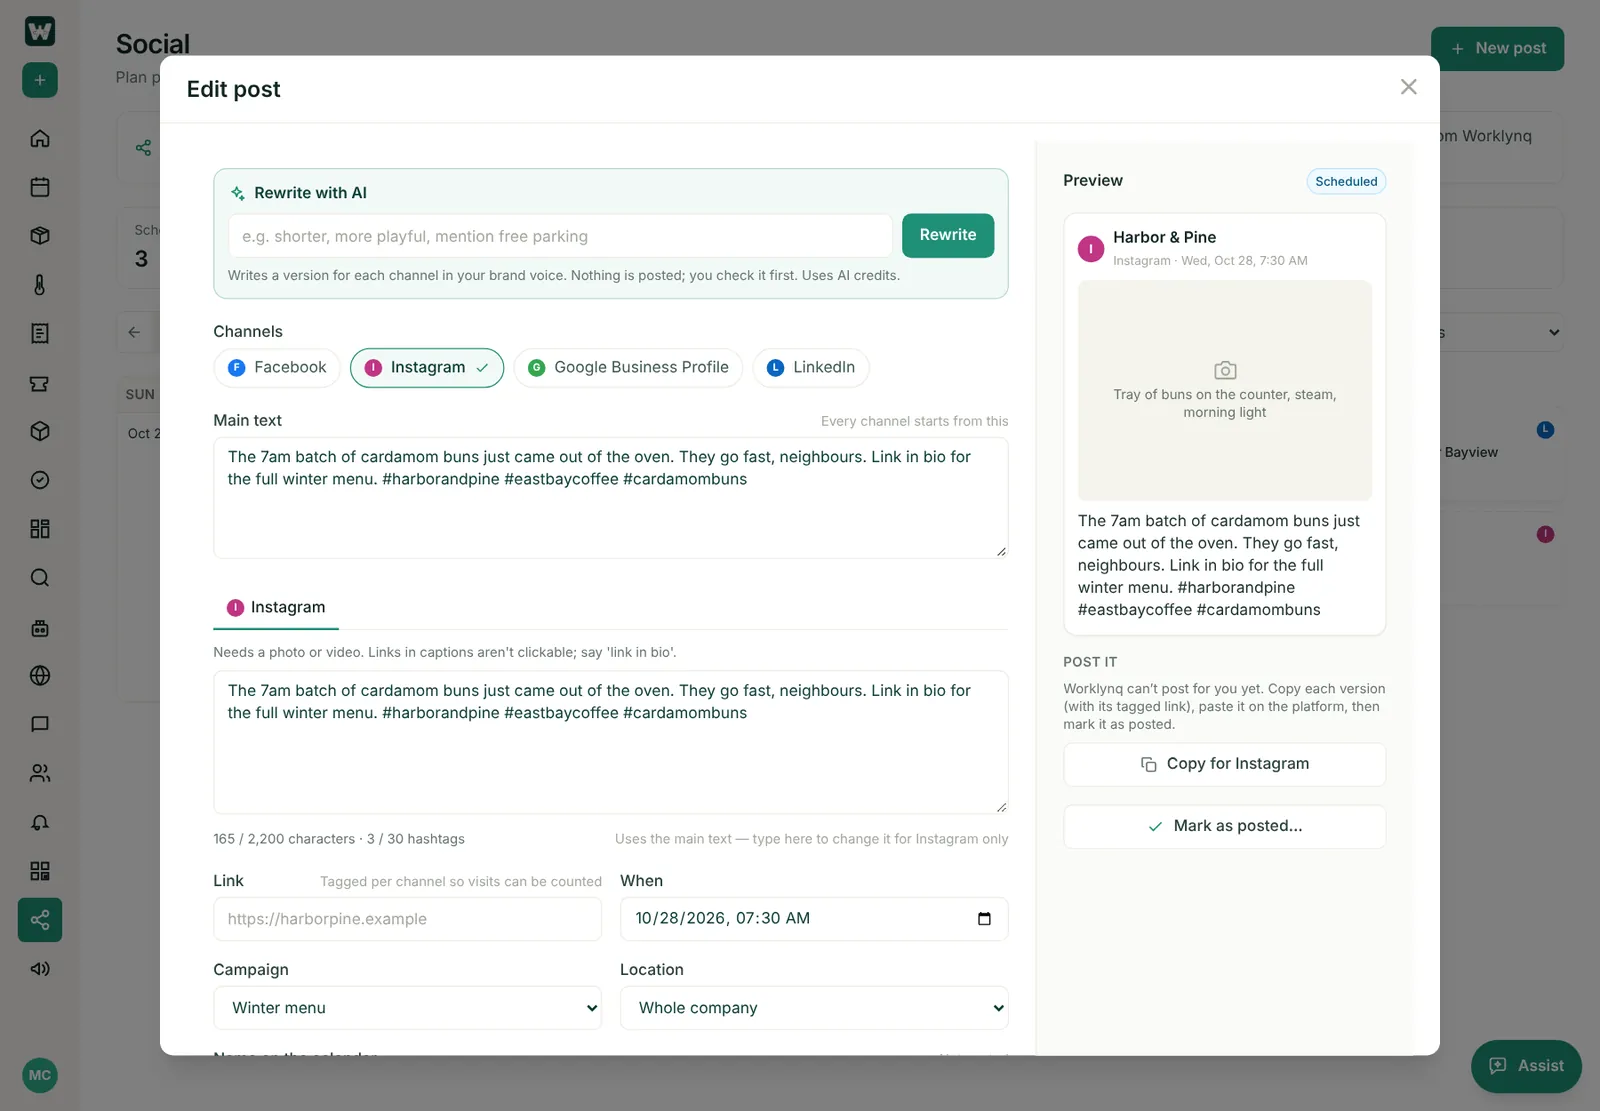 W
Social
Plan p
+ New post
om Worklynq
Sch
3
s
SUN
Oct 2
L
Bayview
I
MC
Assist
Edit post
Rewrite with AI
e.g. shorter, more playful, mention free parking
Rewrite
Writes a version for each channel in your brand voice. Nothing is posted; you check it first. Uses AI credits.
Channels
F Facebook
I Instagram
G Google Business Profile
L LinkedIn
Main text
Every channel starts from this
The 7am batch of cardamom buns just came out of the oven. They go fast, neighbours. Link in bio for
the full winter menu. #harborandpine #eastbaycoffee #cardamombuns
I Instagram
Needs a photo or video. Links in captions aren't clickable; say 'link in bio'.
The 7am batch of cardamom buns just came out of the oven. They go fast, neighbours. Link in bio for
the full winter menu. #harborandpine #eastbaycoffee #cardamombuns
165 / 2,200 characters · 3 / 30 hashtags
Uses the main text — type here to change it for Instagram only
Link
Tagged per channel so visits can be counted
https://harborpine.example
When
10/28/2026, 07:30 AM
Campaign
Winter menu
Location
Whole company
Preview
Scheduled
I
Harbor & Pine
Instagram · Wed, Oct 28, 7:30 AM
Tray of buns on the counter, steam,
morning light
The 7am batch of cardamom buns just
came out of the oven. They go fast,
neighbours. Link in bio for the full
winter menu. #harborandpine
#eastbaycoffee #cardamombuns
POST IT
Worklynq can’t post for you yet. Copy each version
(with its tagged link), paste it on the platform, then
mark it as posted.
Copy for Instagram
Mark as posted...